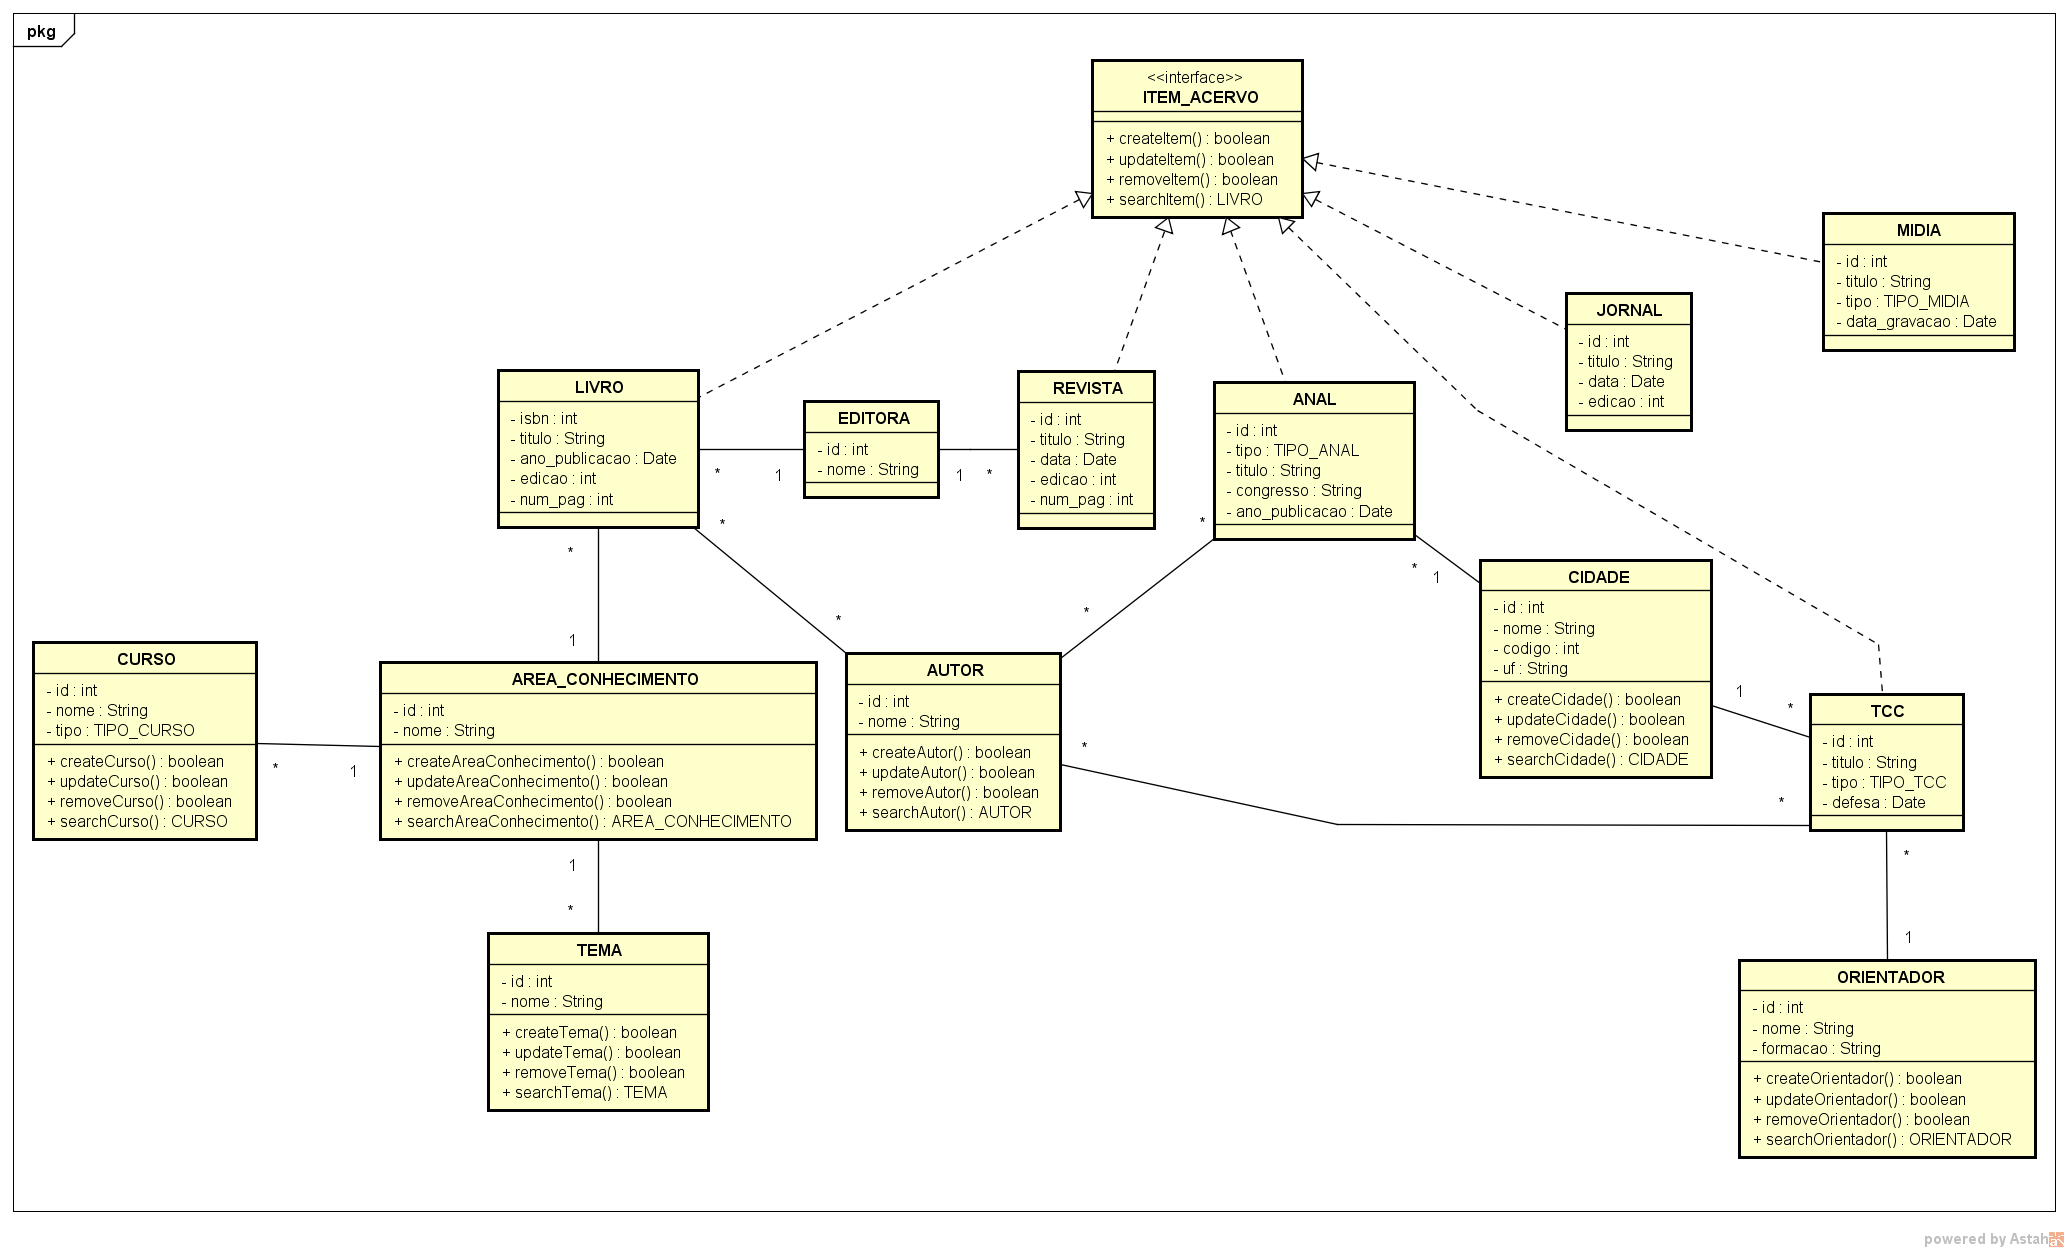 pkg
<<interface>>
ITEM_ACERVO
+ createItem() : boolean
+ updateItem() : boolean
+ removeItem() : boolean
+ searchItem() : LIVRO
MIDIA
- id : int
- titulo : String
- tipo : TIPO_MIDIA
- data_gravacao : Date
JORNAL
- id : int
- titulo : String
- data : Date
- edicao : int
LIVRO
- isbn : int
- titulo : String
- ano_publicacao : Date
- edicao : int
- num_pag : int
* 1
EDITORA
- id : int
- nome : String
1 *
REVISTA
- id : int
- titulo : String
- data : Date
- edicao : int
- num_pag : int
ANAL
- id : int
- tipo : TIPO_ANAL
- titulo : String
- congresso : String
- ano_publicacao : Date
*
*
*
*
* 1
*
1
CIDADE
- id : int
- nome : String
- codigo : int
- uf : String
+ createCidade() : boolean
+ updateCidade() : boolean
+ removeCidade() : boolean
+ searchCidade() : CIDADE
1 *
CURSO
- id : int
- nome : String
- tipo : TIPO_CURSO
+ createCurso() : boolean
+ updateCurso() : boolean
+ removeCurso() : boolean
+ searchCurso() : CURSO
* 1
AREA_CONHECIMENTO
- id : int
- nome : String
+ createAreaConhecimento() : boolean
+ updateAreaConhecimento() : boolean
+ removeAreaConhecimento() : boolean
+ searchAreaConhecimento() : AREA_CONHECIMENTO
AUTOR
- id : int
- nome : String
+ createAutor() : boolean
+ updateAutor() : boolean
+ removeAutor() : boolean
+ searchAutor() : AUTOR
*
*
TCC
- id : int
- titulo : String
- tipo : TIPO_TCC
- defesa : Date
1
*
*
1
TEMA
- id : int
- nome : String
+ createTema() : boolean
+ updateTema() : boolean
+ removeTema() : boolean
+ searchTema() : TEMA
ORIENTADOR
- id : int
- nome : String
- formacao : String
+ createOrientador() : boolean
+ updateOrientador() : boolean
+ removeOrientador() : boolean
+ searchOrientador() : ORIENTADOR
powered by Astah